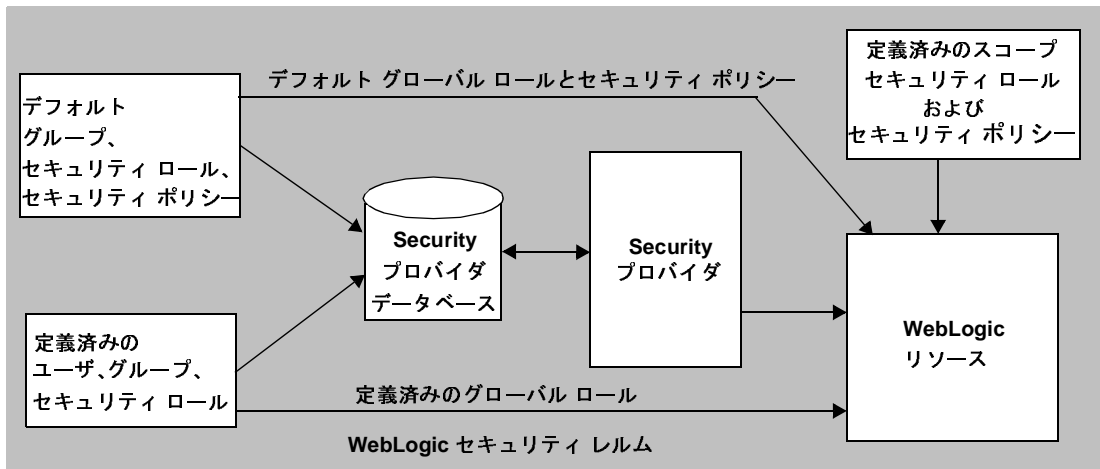 デフォルト グローバル ロールとセキュリティ ポリシー
定義済みのスコープ
セキュリティ ロール
および
セキュリティ ポリシー
デフォルト
グループ、
セキュリティ ロール、
セキュリティ ポリシー
Security
プロバイダ
データベース
Security
プロバイダ
WebLogic
リソース
定義済みの
ユーザ、グループ、
セキュリティ ロール
定義済みのグローバル ロール
WebLogic セキュリティ レルム